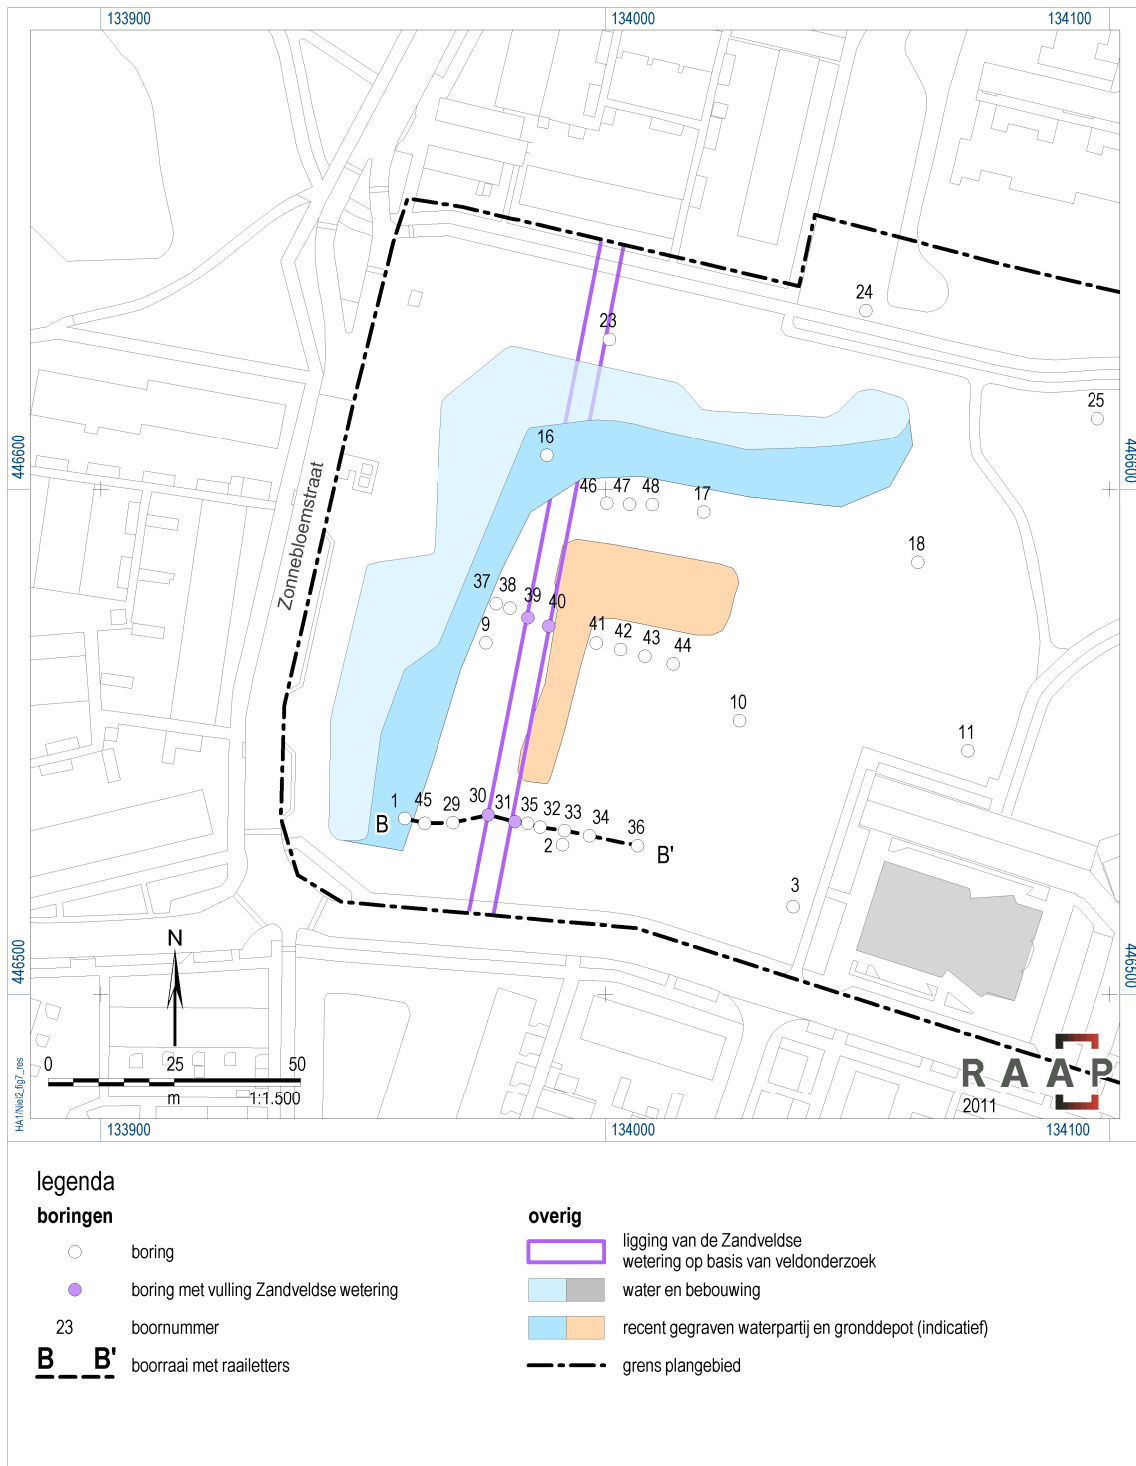 133900
134000
134100
24
23
25
16
446600
446600
46 47 48
17
Zonnebloemstraat
18
37
38
39
40
9
41
42
43
44
10
11
1
45
29
30
31
35
32
33
34
36
B
B'
2
3
N
446500
446500
0
25
50
m
1:1.500
HA1/Niel2_fig7_res
RAAP
2011
133900
134000
134100
legenda
boringen
boring
boring met vulling Zandveldse wetering
23
boornummer
B B'
boorraai met raailetters
overig
ligging van de Zandveldse
wetering op basis van veldonderzoek
water en bebouwing
recent gegraven waterpartij en gronddepot (indicatief)
grens plangebied